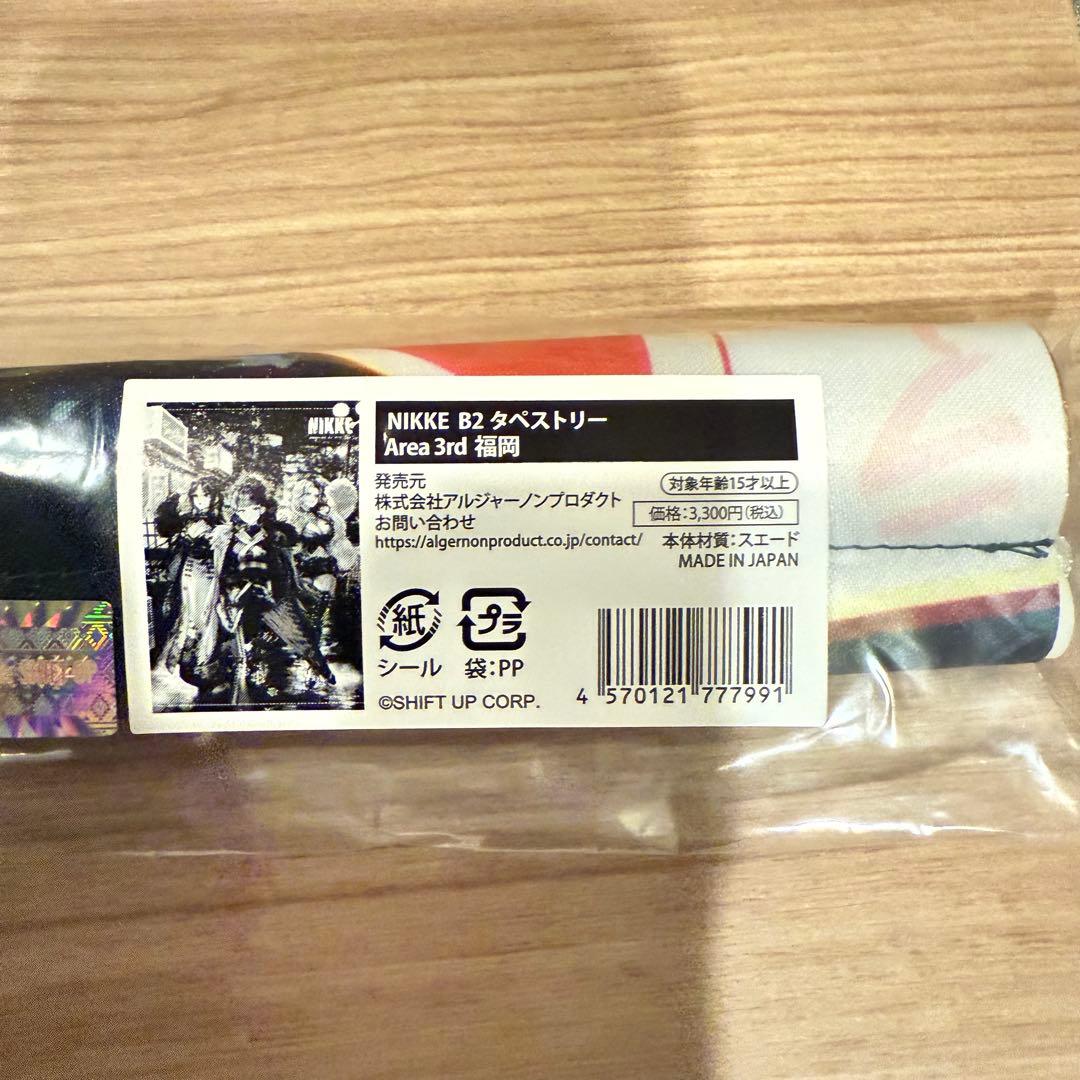 NIKKE
NIKKE B2 タペストリー
Area 3rd 福岡
発売元
株式会社アルジャーノンプロダクト
お問い合わせ
https://algernonproduct.co.jp/contact/
対象年齢15才以上
価格:3,300円(税込)
本体材質:スエード
MADE IN JAPAN
紙
シール
プラ
袋:PP
©SHIFT UP CORP.
4 570121 777991